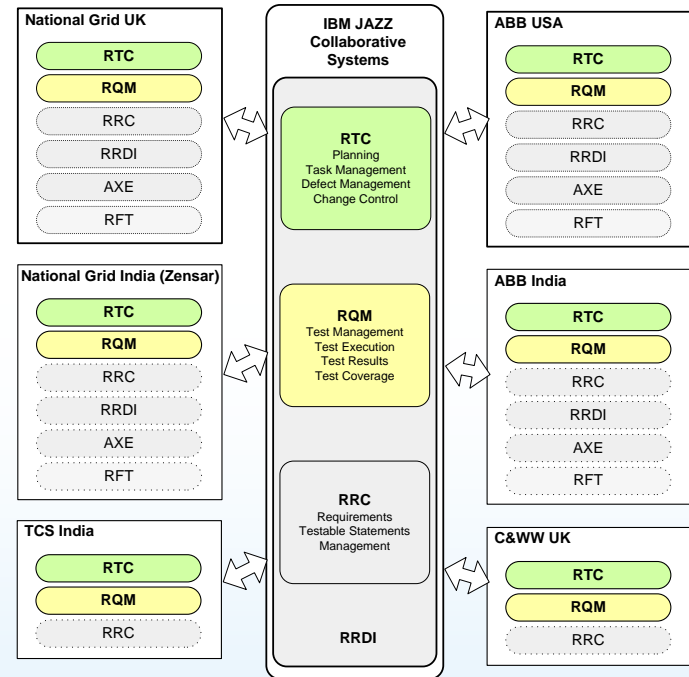 National Grid UK
RTC
RQM
RRC
RRDI
AXE
RFT
National Grid India (Zensar)
RTC
RQM
RRC
RRDI
AXE
RFT
TCS India
RTC
RQM
RRC
IBM JAZZ
Collaborative
Systems
RTC
Planning
Task Management
Defect Management
Change Control
RQM
Test Management
Test Execution
Test Results
Test Coverage
RRC
Requirements
Testable Statements
Management
RRDI
ABB USA
RTC
RQM
RRC
RRDI
AXE
RFT
ABB India
RTC
RQM
RRC
RRDI
AXE
RFT
C&WW UK
RTC
RQM
RRC